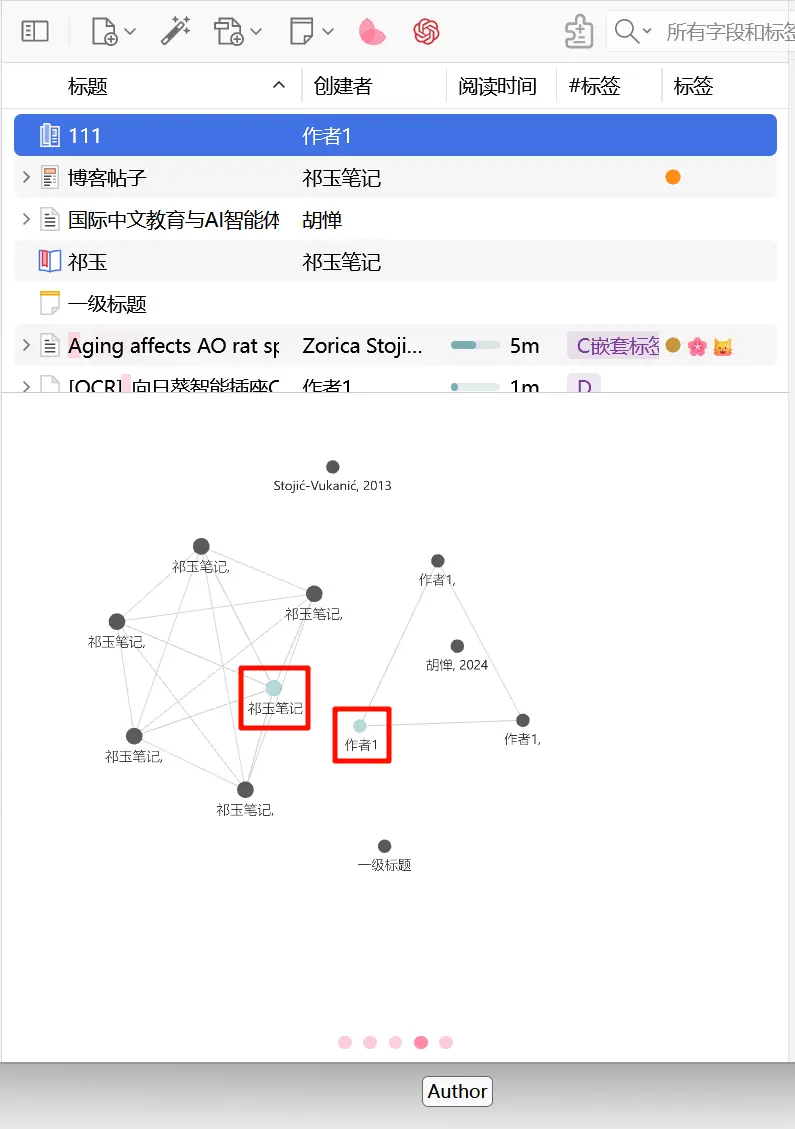 所有字段和标签
标题 创建者 阅读时间 #标签 标签
111 作者1
博客帖子 祁玉笔记
国际中文教育与AI智能体 胡惮
祁玉 祁玉笔记
一级标题
Aging affects AO rat sp Zorica Stoji... 5m C嵌套标签
[OCR]_向日葵智能插座C 作者1 1m D
Stojić-Vukanić, 2013
祁玉笔记,
作者1,
祁玉笔记,
祁玉笔记,
胡惮, 2024
祁玉笔记
作者1
作者1,
祁玉笔记,
祁玉笔记,
一级标题
Author